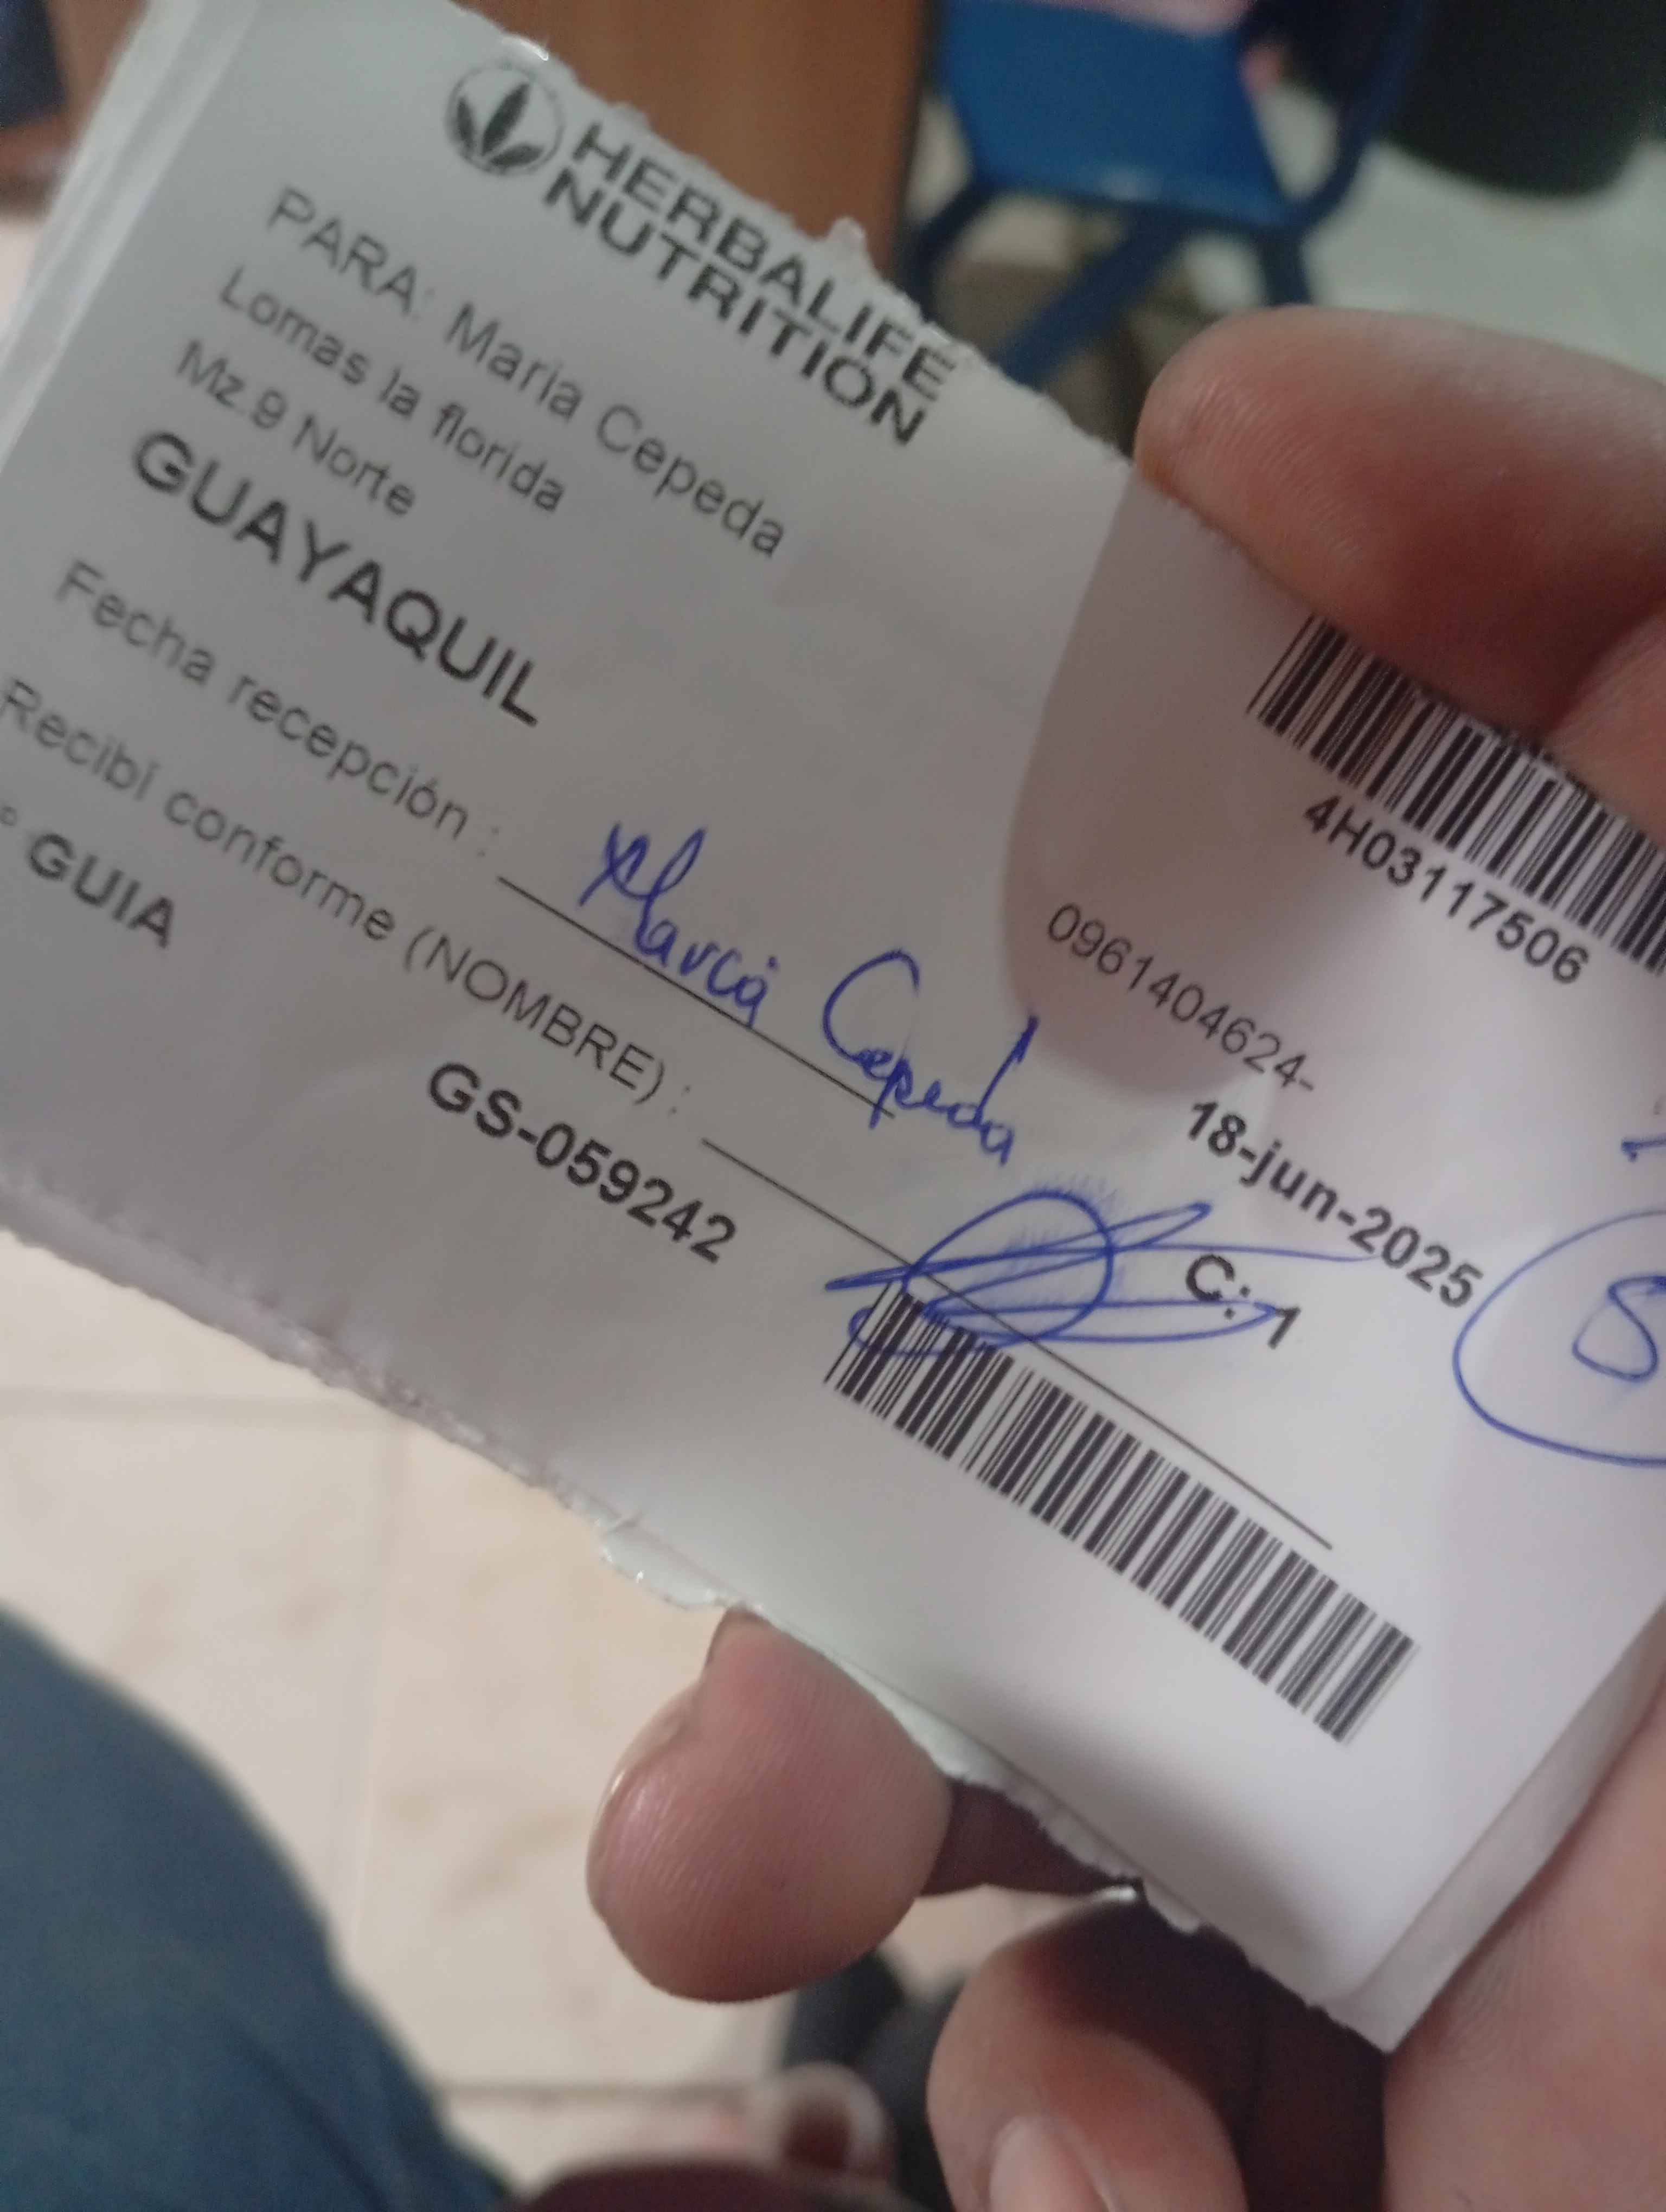 HERBALIFE
NUTRITION
PARA: Maria Cepeda
Lomas la florida
Mz.9 Norte
GUAYAQUIL
4H03117506
0961404624-
18-jun-2025
Fecha recepción :
Cepeda
Recibí conforme (NOMBRE) :
C: 1
° GUIA
GS-059242